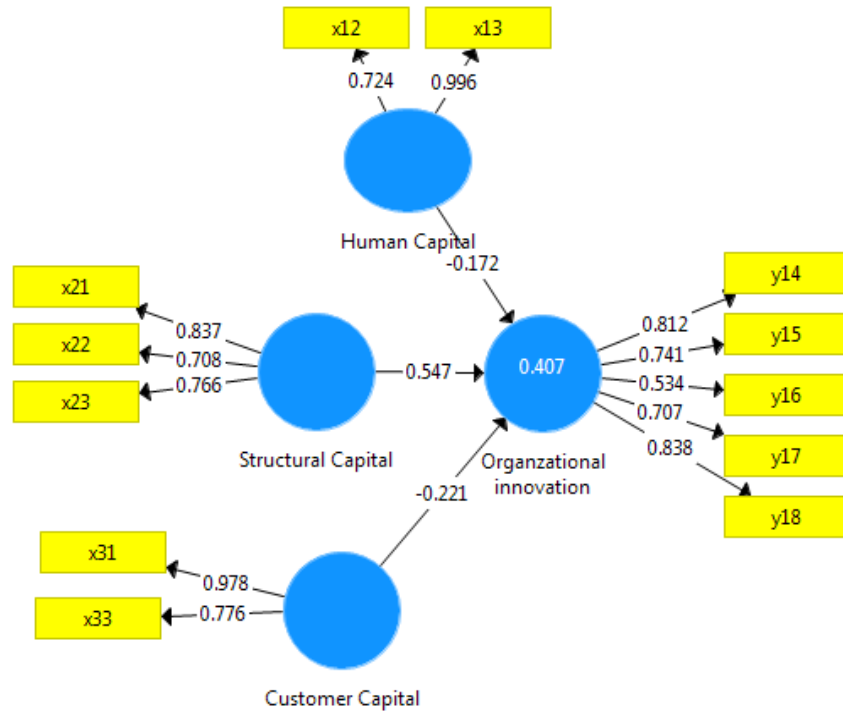 x12
x13
0.724
0.996
Human Capital
-0.172
x21
x22
x23
0.837
0.708
0.766
Structural Capital
0.547
0.407
Organzational
innovation
y14
y15
y16
y17
y18
0.812
0.741
0.534
0.707
0.838
-0.221
x31
x33
0.978
0.776
Customer Capital